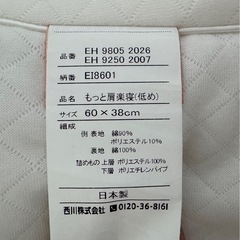 品番 EH 9805 2026
EH 9250 2007
柄番 EI8601
品名 もっと肩楽寝(低め)
サイズ 60×38cm
組成
側 表地 綿90%
ポリエステル10%
裏地 綿100%
詰めもの 上層 ポリエステル100%
下層 ポリエチレンパイプ
日本製
西川株式会社 0120-36-8161